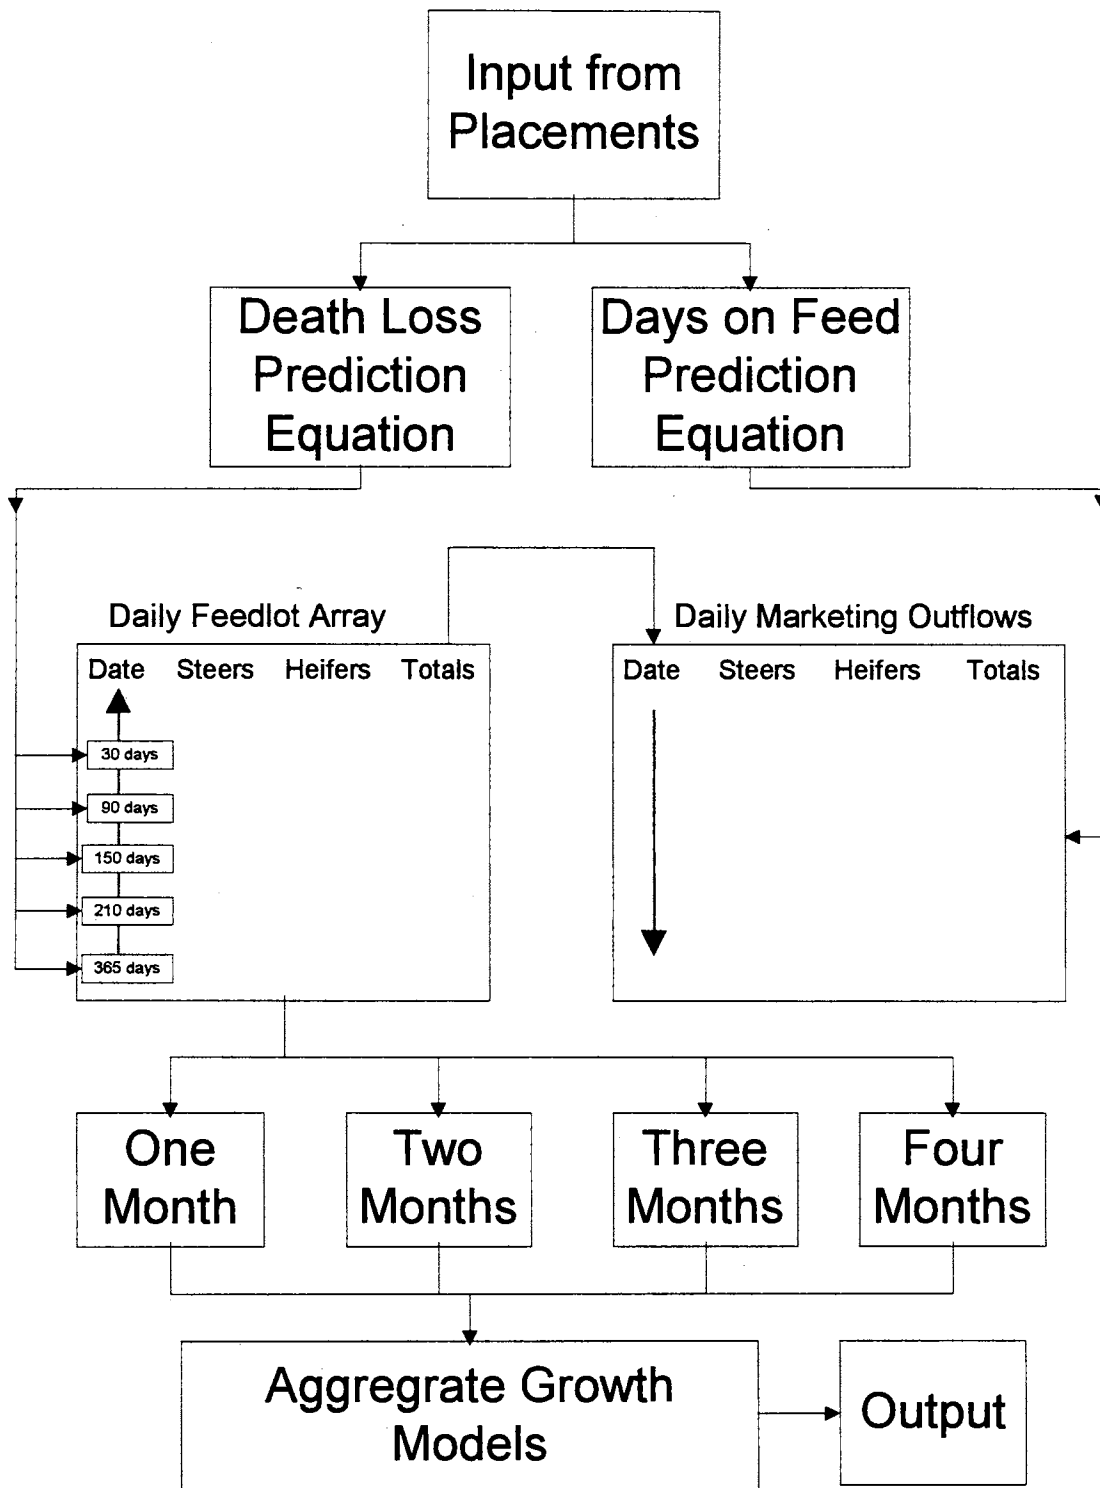 Input from
Placements
Death Loss
Prediction
Equation
Days on Feed
Prediction
Equation
Daily Feedlot Array
Date Steers Heifers Totals
30 days
90 days
150 days
210 days
365 days
Daily Marketing Outflows
Date Steers Heifers Totals
One
Month
Two
Months
Three
Months
Four
Months
Aggregrate Growth
Models
Output